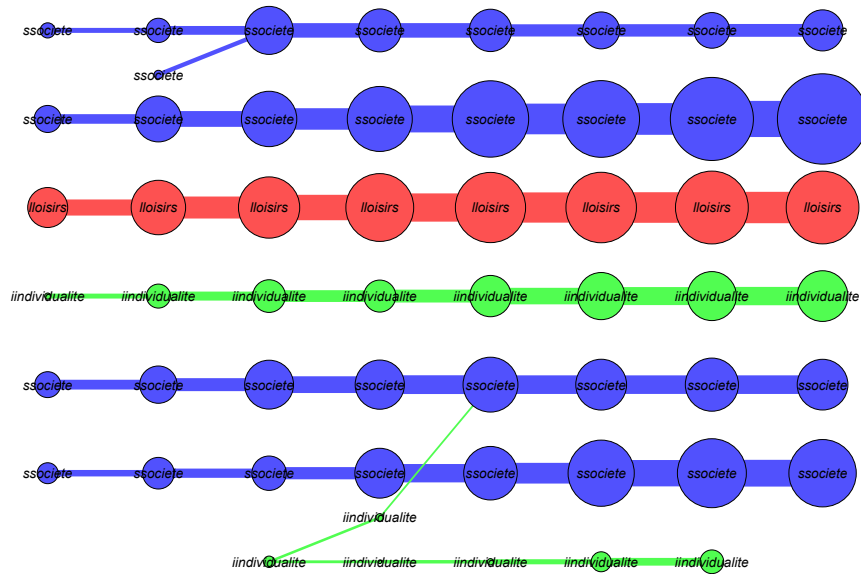 ssociete ssociete ssociete ssociete ssociete ssociete ssociete ssociete
ssociete
ssociete ssociete ssociete ssociete ssociete ssociete ssociete ssociete
lloisirs lloisirs lloisirs lloisirs lloisirs lloisirs lloisirs lloisirs
iindividualite iindividualite iindividualite iindividualite iindividualite iindividualite iindividualite iindividualite
ssociete ssociete ssociete ssociete ssociete ssociete ssociete ssociete
ssociete ssociete ssociete ssociete ssociete ssociete ssociete ssociete
iindividualite
iindividualite iindividualite iindividualite iindividualite iindividualite